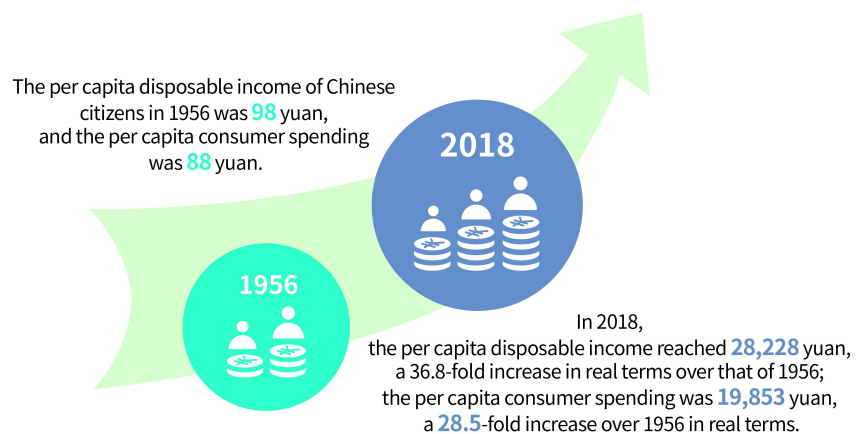 The per capita disposable income of Chinese
citizens in 1956 was 98 yuan,
and the per capita consumer spending
was 88 yuan.
2018
1956
In 2018,
the per capita disposable income reached 28,228 yuan,
a 36.8-fold increase in real terms over that of 1956;
the per capita consumer spending was 19,853 yuan,
a 28.5-fold increase over 1956 in real terms.